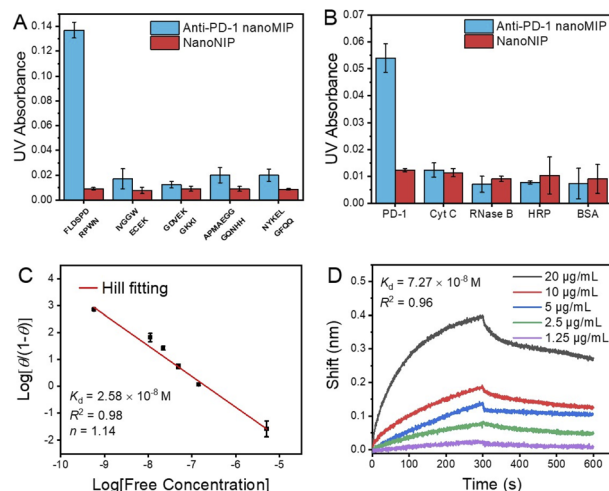 A
UV Absorbance
0.14
0.12
0.10
0.08
0.06
0.04
0.02
0.00
Anti-PD-1 nanoMIP
NanoNIP
FLDSPD
RPWN
IVGGW
ECEK
GDVEK
GKKI
APMAEGG
GQNHH
NYKEL
GFQQ
B
UV Absorbance
0.07
0.06
0.05
0.04
0.03
0.02
0.01
0.00
Anti-PD-1 nanoMIP
NanoNIP
PD-1 Cyt C RNase B HRP BSA
C
Log[θ/(1-θ)]
4
3
2
1
0
-1
-2
Hill fitting
Kd = 2.58 × 10⁻⁸ M
R² = 0.98
n = 1.14
-10 -9 -8 -7 -6 -5
Log[Free Concentration]
D
Shift (nm)
0.5
0.4
0.3
0.2
0.1
0.0
Kd = 7.27 × 10⁻⁸ M
R² = 0.96
20 μg/mL
10 μg/mL
5 μg/mL
2.5 μg/mL
1.25 μg/mL
0 100 200 300 400 500 600
Time (s)